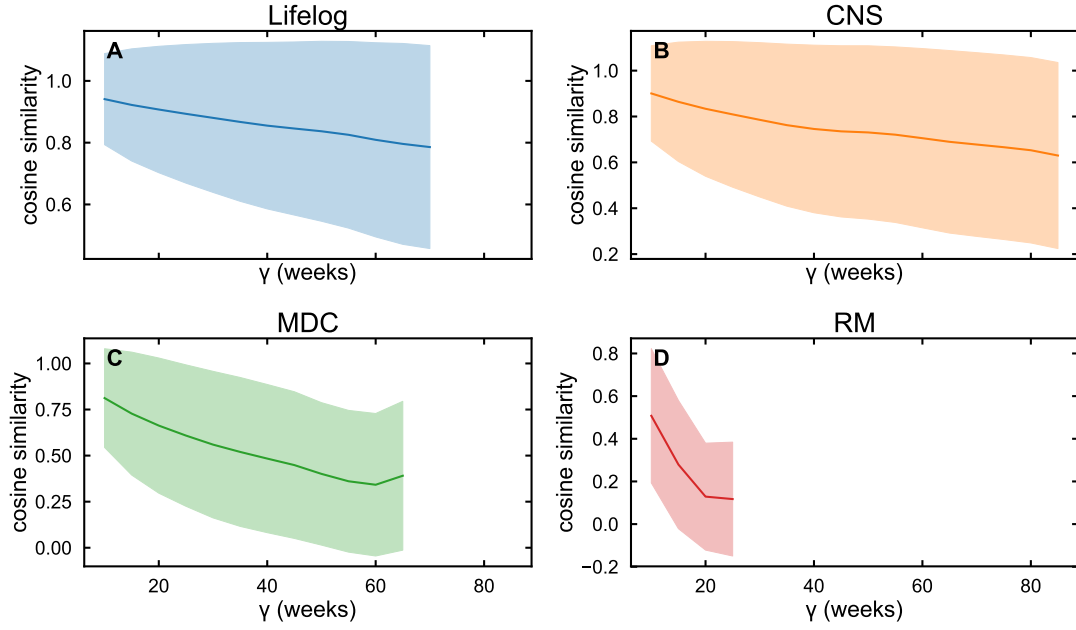 Lifelog
A
cosine similarity
1.0
0.8
0.6
γ (weeks)
CNS
B
cosine similarity
1.0
0.8
0.6
0.4
0.2
γ (weeks)
MDC
C
cosine similarity
1.00
0.75
0.50
0.25
0.00
20 40 60 80
γ (weeks)
RM
D
cosine similarity
0.8
0.6
0.4
0.2
0.0
−0.2
20 40 60 80
γ (weeks)